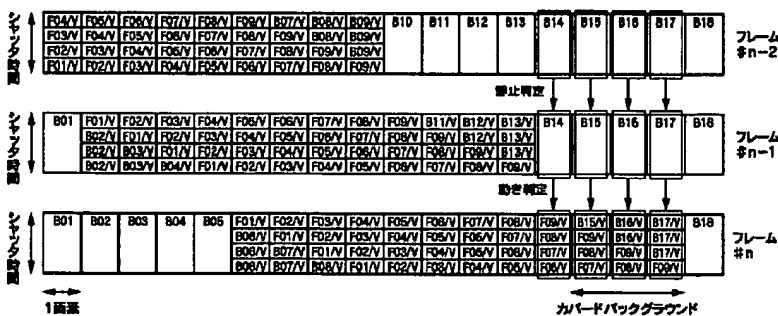 シャッタ時間
F04/V F05/V F06/V F07/V F08/V F09/V B07/V B08/V B09/V B10 B11 B12 B13 B14 B15 B16 B17 B18
F03/V F04/V F05/V F06/V F07/V F08/V F09/V B08/V B09/V
F02/V F03/V F04/V F05/V F06/V F07/V F08/V F09/V B09/V
F01/V F02/V F03/V F04/V F05/V F06/V F07/V F08/V F09/V
フレーム
#n-2
静止判定
シャッタ時間
B01 F01/V F02/V F03/V F04/V F05/V F06/V F07/V F08/V F09/V B11/V B12/V B13/V B14 B15 B16 B17 B18
B02/V F01/V F02/V F03/V F04/V F05/V F06/V F07/V F08/V F09/V B12/V B13/V
B02/V B03/V F01/V F02/V F03/V F04/V F05/V F06/V F07/V F08/V F09/V B13/V
B02/V B03/V B04/V F01/V F02/V F03/V F04/V F05/V F06/V F07/V F08/V F09/V
フレーム
#n-1
動き判定
シャッタ時間
B01 B02 B03 B04 B05 F01/V F02/V F03/V F04/V F05/V F06/V F07/V F08/V F09/V B15/V B16/V B17/V B18
B06/V F01/V F02/V F03/V F04/V F05/V F06/V F07/V F08/V F09/V B16/V B17/V
B06/V B07/V F01/V F02/V F03/V F04/V F05/V F06/V F07/V F08/V F09/V B17/V
B06/V B07/V B08/V F01/V F02/V F03/V F04/V F05/V F06/V F07/V F08/V F09/V
フレーム
#n
1画素
カバードバックグラウンド